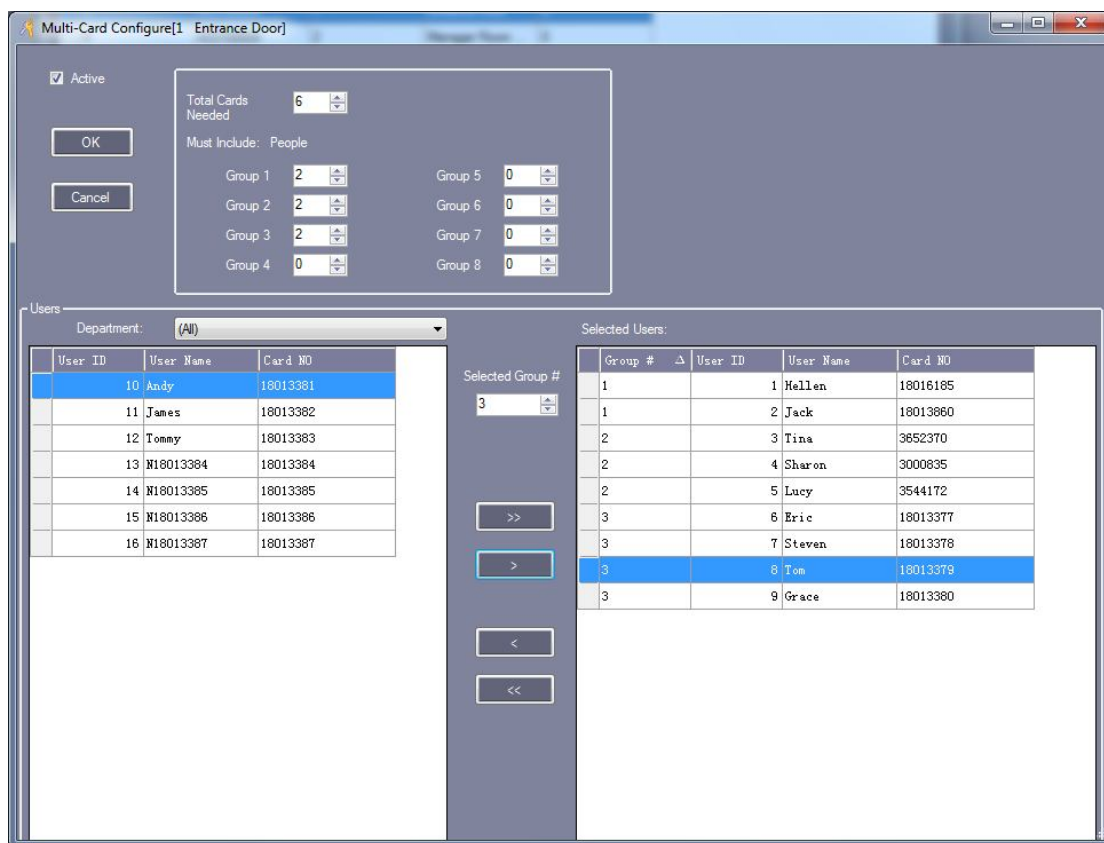 Multi-Card Configure[1 Entrance Door]
Active
Total Cards Needed 6
OK
Must Include: People
Group 1 2 Group 5 0
Cancel
Group 2 2 Group 6 0
Group 3 2 Group 7 0
Group 4 0 Group 8 0
Users
Department: (All)
Selected Users:
User ID User Name Card NO
10 Andy 18013381
11 James 18013382
12 Tommy 18013383
13 N18013384 18013384
14 N18013385 18013385
15 N18013386 18013386
16 N18013387 18013387
Selected Group #
3
>>
>
<
<<
Group # Δ User ID User Name Card NO
1 1 Hellen 18016185
1 2 Jack 18013860
2 3 Tina 3652370
2 4 Sharon 3000835
2 5 Lucy 3544172
3 6 Eric 18013377
3 7 Steven 18013378
3 8 Tom 18013379
3 9 Grace 18013380